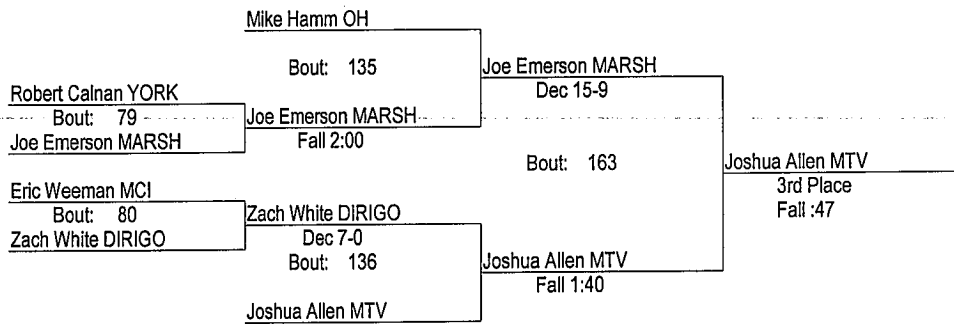 Mike Hamm OH
Bout: 135
Joe Emerson MARSH
Dec 15-9
Robert Calnan YORK
Bout: 79
Joe Emerson MARSH
Joe Emerson MARSH
Fall 2:00
Bout: 163
Joshua Allen MTV
3rd Place
Fall :47
Eric Weeman MCI
Bout: 80
Zach White DIRIGO
Zach White DIRIGO
Dec 7-0
Bout: 136
Joshua Allen MTV
Fall 1:40
Joshua Allen MTV